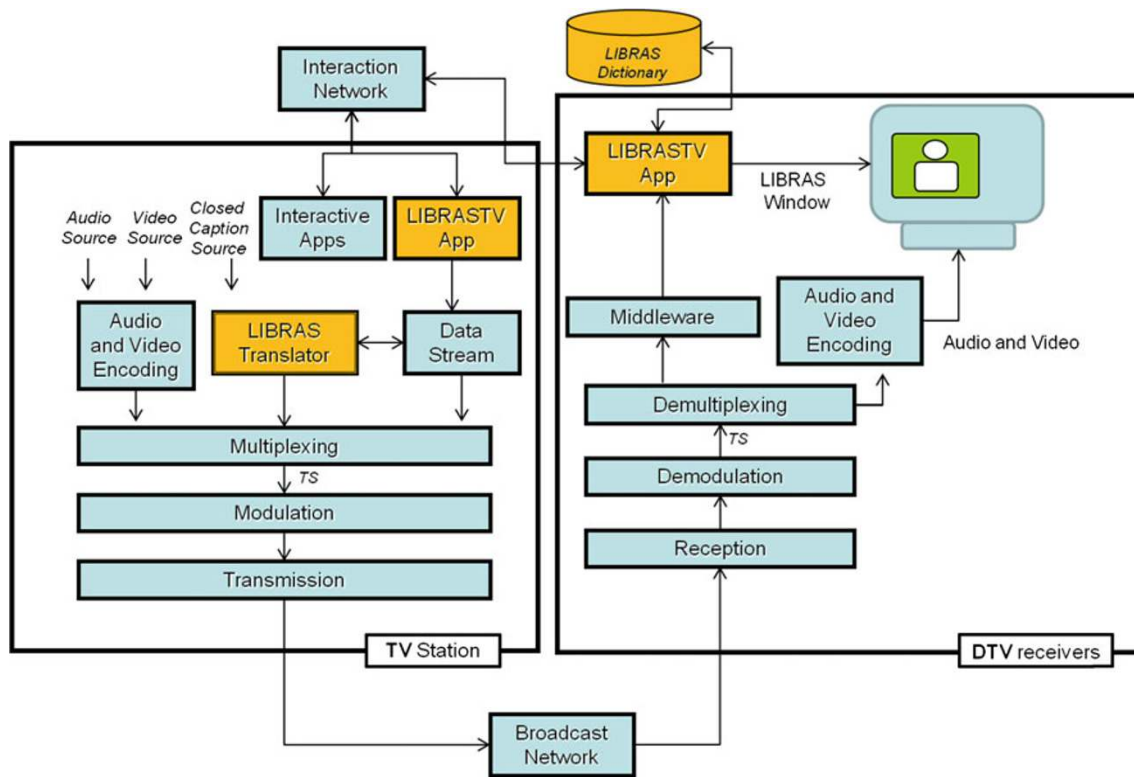 Interaction
Network
LIBRAS
Dictionary
Audio
Source
Video
Source
Closed
Caption
Source
Interactive
Apps
LIBRASTV
App
Audio
and Video
Encoding
LIBRAS
Translator
Data
Stream
Multiplexing
TS
Modulation
Transmission
TV Station
Broadcast
Network
LIBRASTV
App
LIBRAS
Window
Middleware
Audio and
Video
Encoding
Audio and Video
Demultiplexing
TS
Demodulation
Reception
DTV receivers